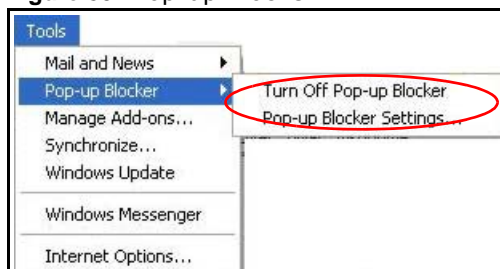 Tools
Mail and News
Pop-up Blocker
Turn Off Pop-up Blocker
Manage Add-ons...
Pop-up Blocker Settings...
Synchronize...
Windows Update
Windows Messenger
Internet Options...